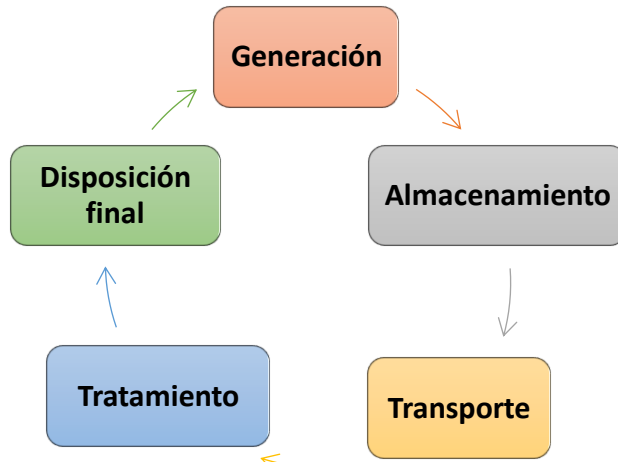 Generación
Almacenamiento
Transporte
Tratamiento
Disposición
final